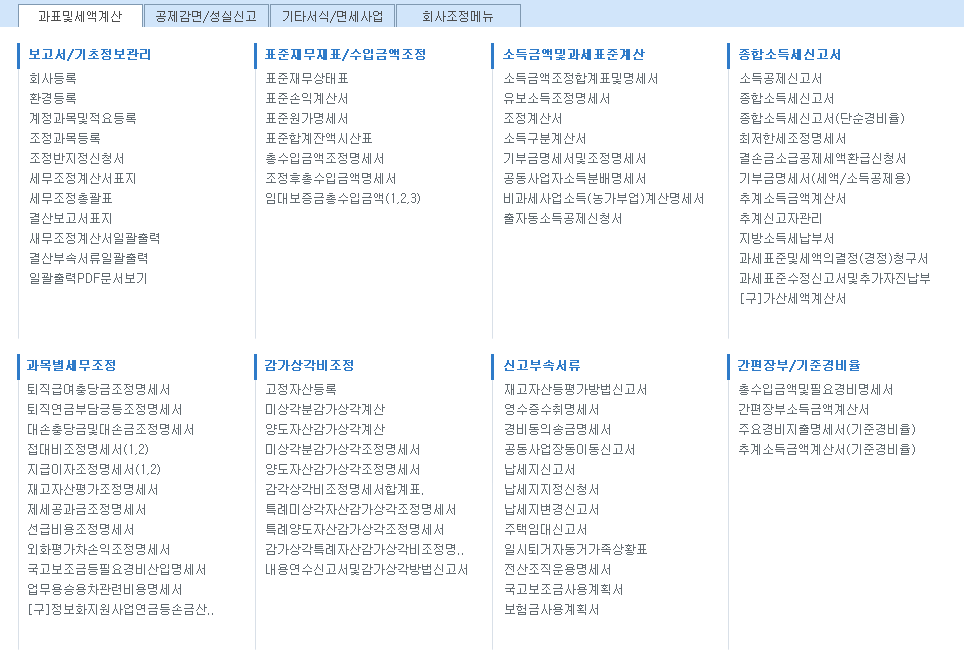 과표및세액계산 공제감면/성실신고 기타서식/면세사업 회사조정메뉴
보고서/기초정보관리
회사등록
환경등록
계정과목및적요등록
조정과목등록
조정반지정신청서
세무조정계산서표지
세무조정총괄표
결산보고서표지
새무조정계산서일괄출력
결산부속서류일괄출력
일괄출력PDF문서보기
표준재무제표/수입금액조정
표준재무상태표
표준손익계산서
표준원가명세서
표준합계잔액시산표
총수입금액조정명세서
조정후총수입금액명세서
임대보증금총수입금액(1,2,3)
소득금액및과세표준계산
소득금액조정합계표및명세서
유보소득조정명세서
조정계산서
소득구분계산서
기부금명세서및조정명세서
공동사업자소득분배명세서
비과세사업소득(농가부업)계산명세서
출자등소득공제신청서
종합소득세신고서
소득공제신고서
종합소득세신고서
종합소득세신고서(단순경비율)
최저한세조정명세서
결손금소급공제세액환급신청서
기부금명세서(세액/소득공제용)
추계소득금액계산서
추계신고자관리
지방소득세납부서
과세표준및세액의결정(경정)청구서
과세표준수정신고서및추가자진납부
[구]가산세액계산서
과목별세무조정
퇴직급여충당금조정명세서
퇴직연금부담금등조정명세서
대손충당금및대손금조정명세서
접대비조정명세서(1,2)
지급이자조정명세서(1,2)
재고자산평가조정명세서
제세공과금조정명세서
선급비용조정명세서
외화평가차손익조정명세서
국고보조금등필요경비산입명세서
업무용승용차관련비용명세서
[구]정보화지원사업연금등손금산..
감가상각비조정
고정자산등록
미상각분감가상각계산
양도자산감가상각계산
미상각분감가상각조정명세서
양도자산감가상각조정명세서
감각상각비조정명세서합계표.
특례미상각자산감가상각조정명세서
특례양도자산감가상각조정명세서
감가상각특례자산감가상각비조정명..
내용연수신고서및감가상각방법신고서
신고부속서류
재고자산등평가방법신고서
영수증수취명세서
경비등의송금명세서
공동사업장등이동신고서
납세지신고서
납세지지정신청서
납세지변경신고서
주택임대신고서
일시퇴거자동거가족상황표
전산조직운용명세서
국고보조금사용계획서
보험금사용계획서
간편장부/기준경비율
총수입금액및필요경비명세서
간편장부소득금액계산서
주요경비지출명세서(기준경비율)
추계소득금액계산서(기준경비율)